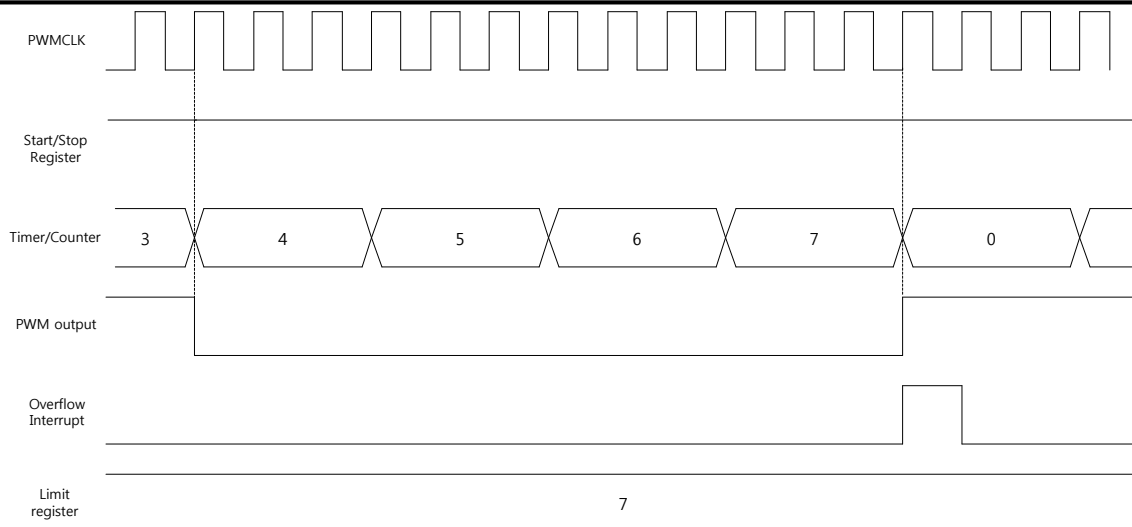 PWMCLK
Start/Stop
Register
Timer/Counter
3
4
5
6
7
0
PWM output
Overflow
Interrupt
Limit
register
7